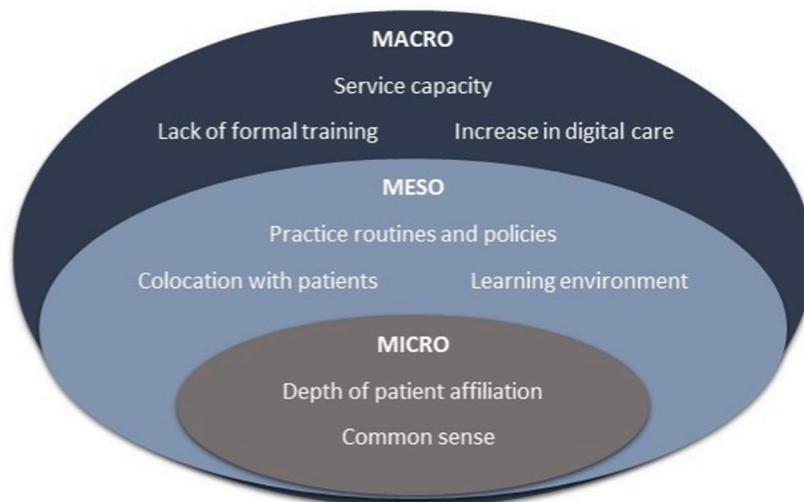 MACRO
Service capacity
Lack of formal training Increase in digital care
MESO
Practice routines and policies
Colocation with patients Learning environment
MICRO
Depth of patient affiliation
Common sense